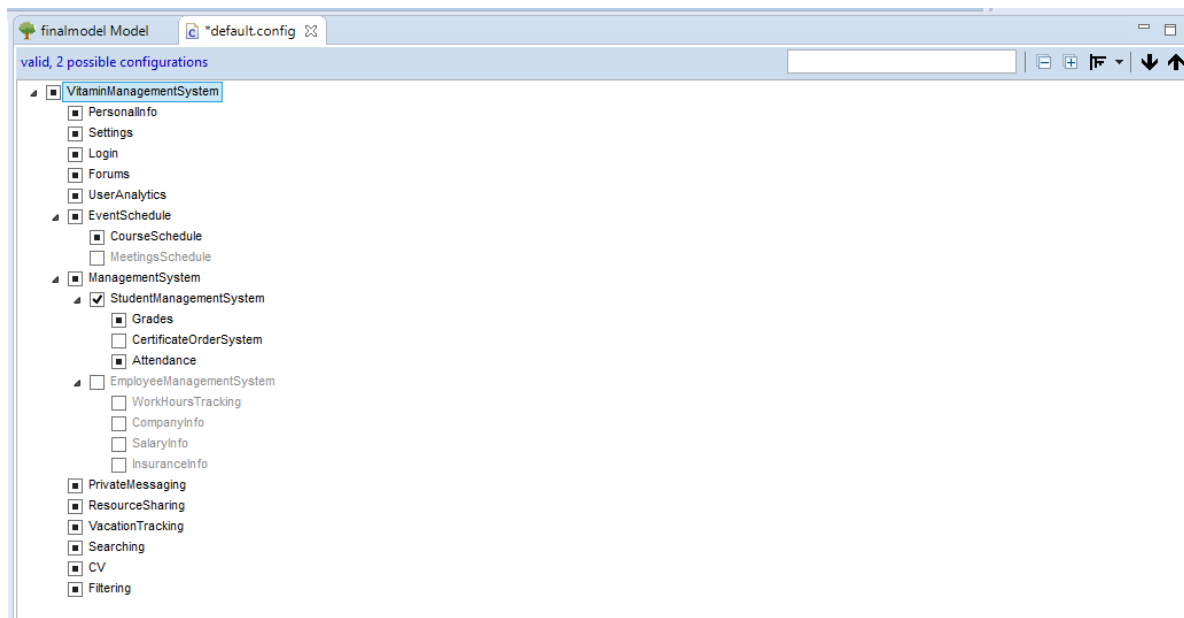 finalmodel Model *default.config
valid, 2 possible configurations
VitaminManagementSystem
PersonalInfo
Settings
Login
Forums
UserAnalytics
EventSchedule
CourseSchedule
MeetingsSchedule
ManagementSystem
StudentManagementSystem
Grades
CertificateOrderSystem
Attendance
EmployeeManagementSystem
WorkHoursTracking
CompanyInfo
SalaryInfo
InsuranceInfo
PrivateMessaging
ResourceSharing
VacationTracking
Searching
CV
Filtering